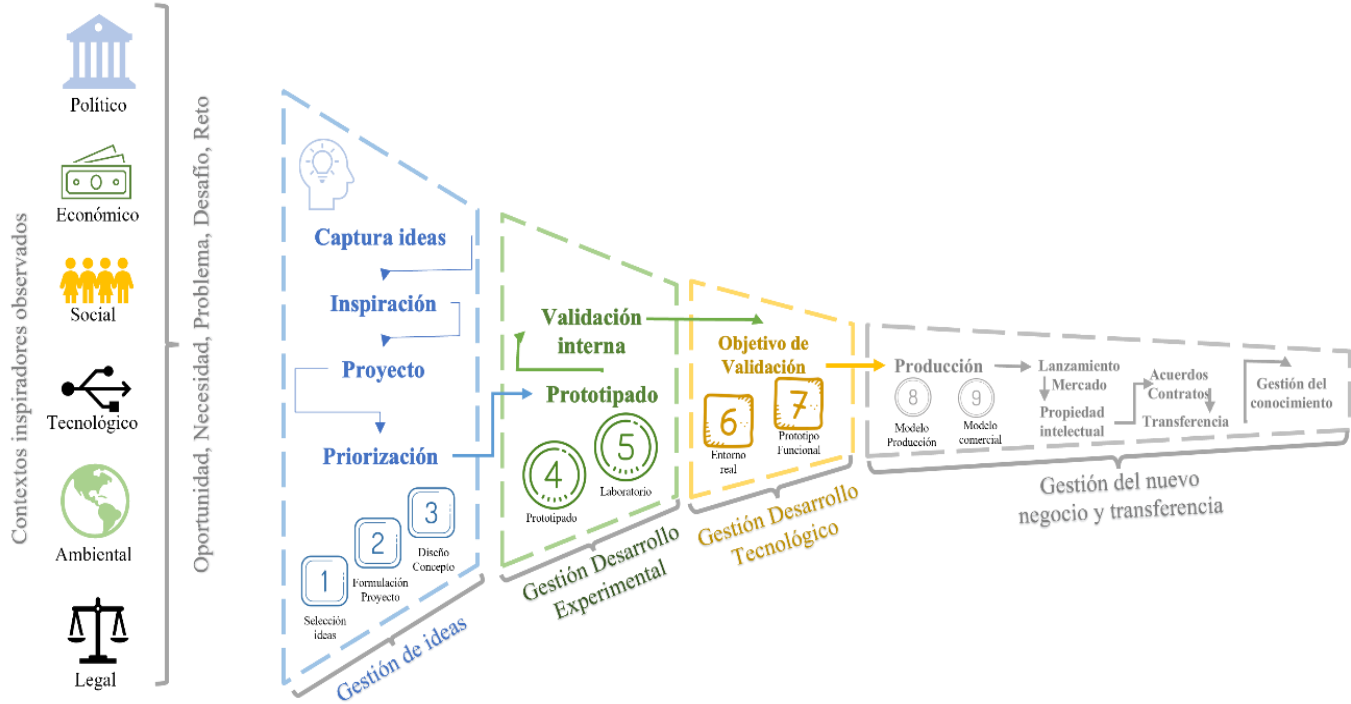 Contextos inspiradores observados
Político
Económico
Social
Tecnológico
Ambiental
Legal
Oportunidad, Necesidad, Problema, Desafío, Reto
Captura ideas
Inspiración
Proyecto
Priorización
1
Selección
ideas
2
Formulación
Proyecto
3
Diseño
Concepto
Gestión de ideas
Validación
interna
Prototipado
4
Prototipado
5
Laboratorio
Gestión Desarrollo
Experimental
Objetivo de
Validación
6
Entorno
real
7
Prototipo
Funcional
Gestión Desarrollo
Tecnológico
Producción
8
Modelo
Producción
9
Modelo
comercial
Lanzamiento
Mercado
Propiedad
intelectual
Acuerdos
Contratos
Transferencia
Gestión del
conocimiento
Gestión del nuevo
negocio y transferencia